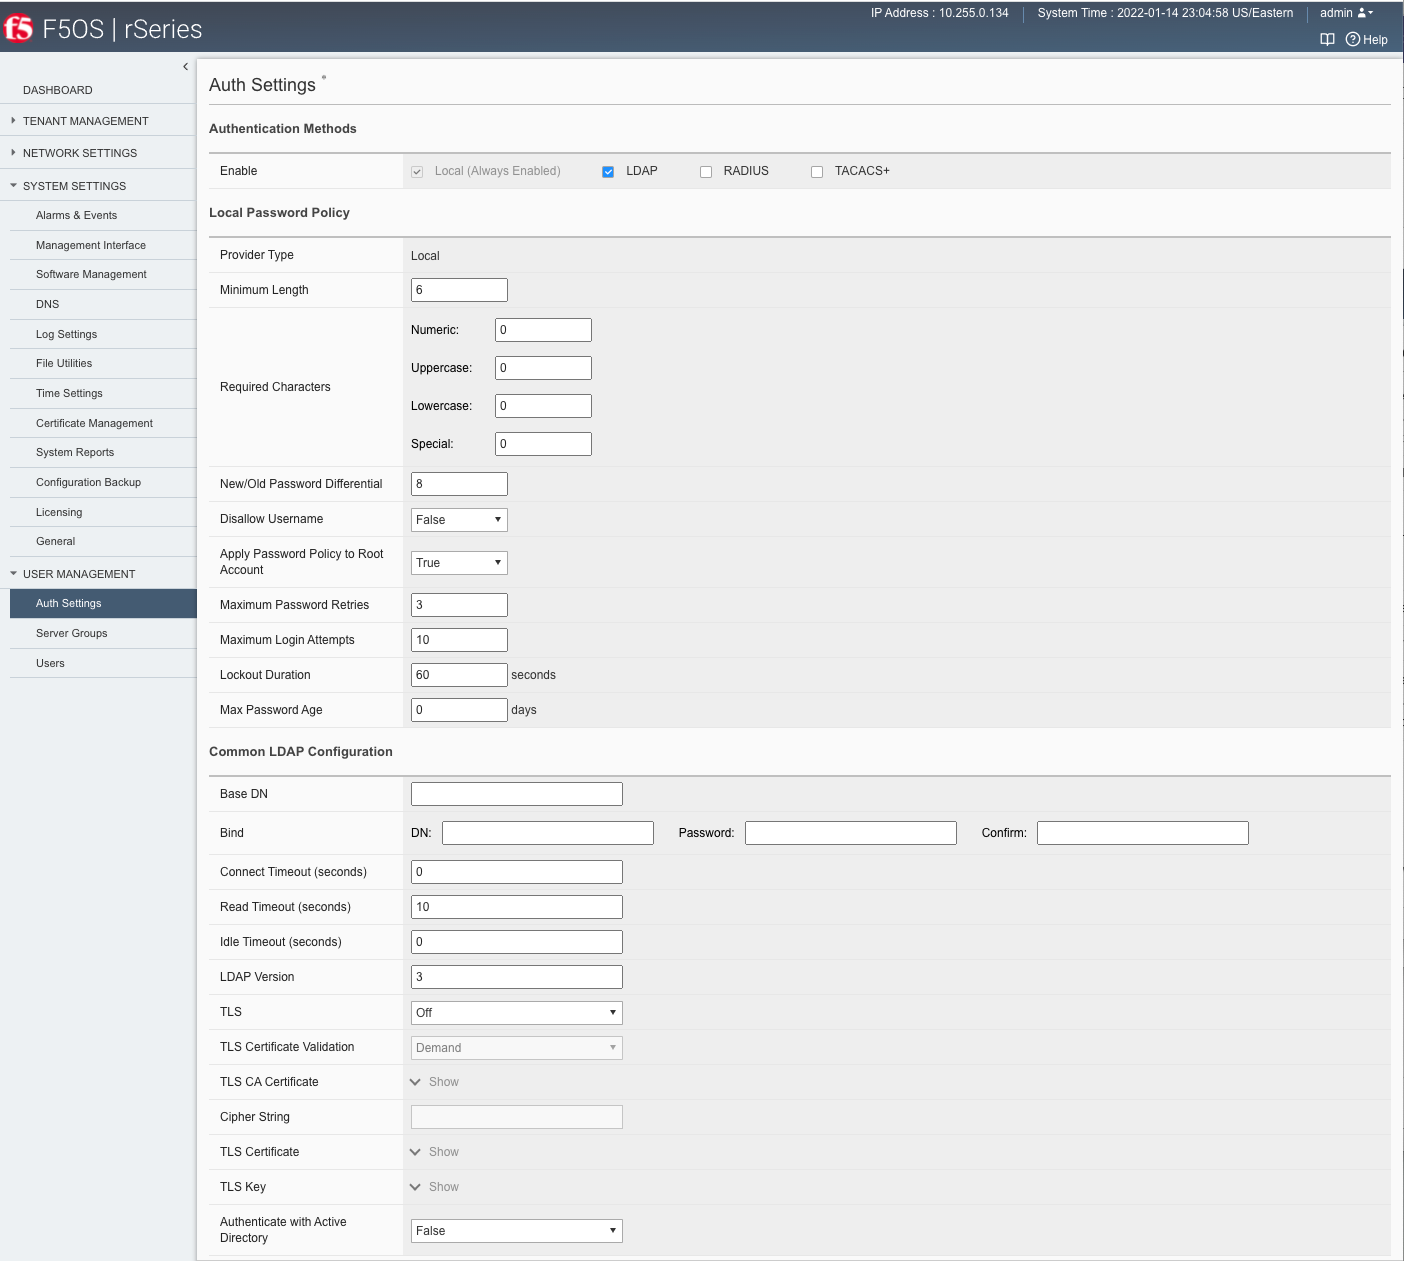 IP Address : 10.255.0.134 System Time : 2022-01-14 23:04:58 US/Eastern admin
f5 F5OS | rSeries
Help
DASHBOARD
TENANT MANAGEMENT
NETWORK SETTINGS
SYSTEM SETTINGS
Alarms & Events
Management Interface
Software Management
DNS
Log Settings
File Utilities
Time Settings
Certificate Management
System Reports
Configuration Backup
Licensing
General
USER MANAGEMENT
Auth Settings
Server Groups
Users
Auth Settings *
Authentication Methods
Enable Local (Always Enabled) LDAP RADIUS TACACS+
Local Password Policy
Provider Type Local
Minimum Length 6
Required Characters
Numeric: 0
Uppercase: 0
Lowercase: 0
Special: 0
New/Old Password Differential 8
Disallow Username False
Apply Password Policy to Root
Account
True
Maximum Password Retries 3
Maximum Login Attempts 10
Lockout Duration 60 seconds
Max Password Age 0 days
Common LDAP Configuration
Base DN
Bind DN: Password: Confirm:
Connect Timeout (seconds) 0
Read Timeout (seconds) 10
Idle Timeout (seconds) 0
LDAP Version 3
TLS Off
TLS Certificate Validation Demand
TLS CA Certificate Show
Cipher String
TLS Certificate Show
TLS Key Show
Authenticate with Active
Directory
False